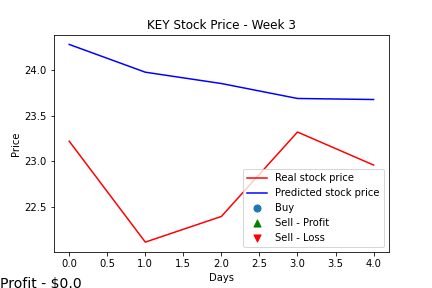 KEY Stock Price - Week 3
Price
24.0
23.5
23.0
22.5
Real stock price
Predicted stock price
Buy
Sell - Profit
Sell - Loss
0.0 0.5 1.0 1.5 2.0 2.5 3.0 3.5 4.0
Days
Profit - $0.0